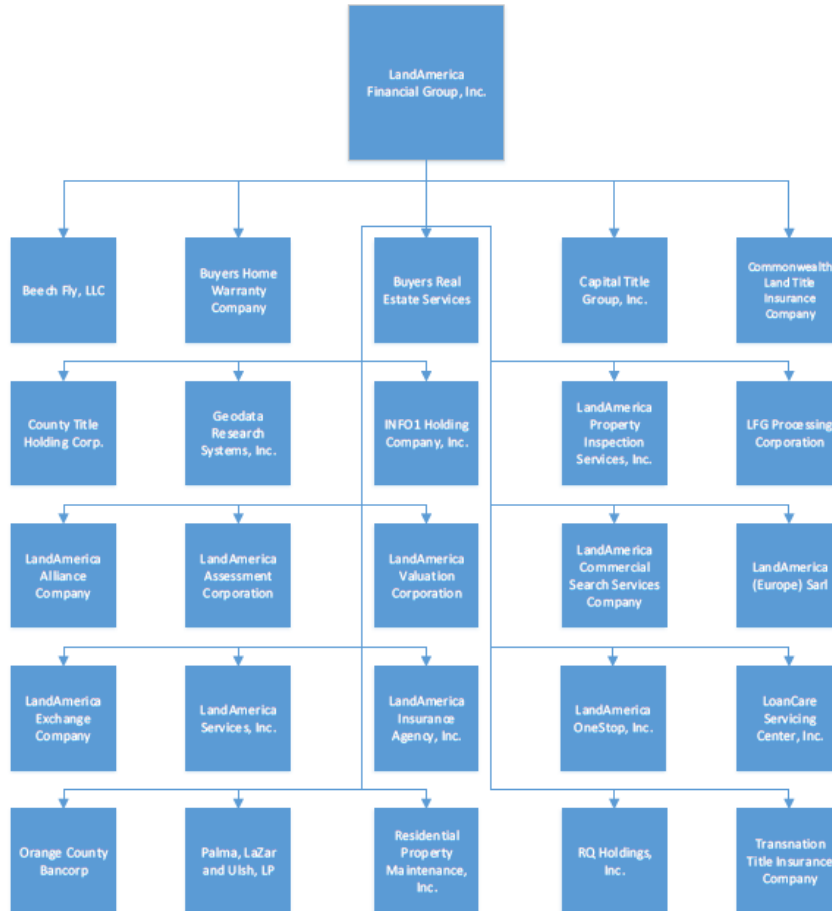 LandAmerica
Financial Group, Inc.
Beech Fly, LLC
Buyers Home
Warranty
Company
Buyers Real
Estate Services
Capital Title
Group, Inc.
Commonwealth
Land Title
Insurance
Company
County Title
Holding Corp.
Geodata
Research
Systems, Inc.
INFO1 Holding
Company, Inc.
LandAmerica
Property
Inspection
Services, Inc.
LFG Processing
Corporation
LandAmerica
Alliance
Company
LandAmerica
Assessment
Corporation
LandAmerica
Valuation
Corporation
LandAmerica
Commercial
Search Services
Company
LandAmerica
(Europe) Sarl
LandAmerica
Exchange
Company
LandAmerica
Services, Inc.
LandAmerica
Insurance
Agency, Inc.
LandAmerica
OneStop, Inc.
LoanCare
Servicing
Center, Inc.
Orange County
Bancorp
Palma, LaZar
and Ulsh, LP
Residential
Property
Maintenance,
Inc.
RQ Holdings,
Inc.
Transnation
Title Insurance
Company